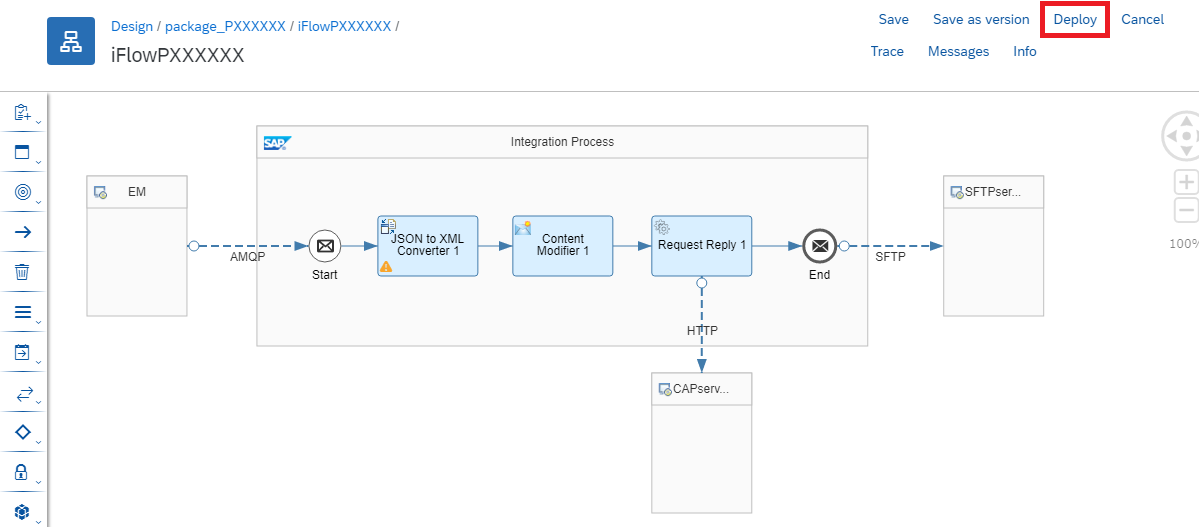 Design / package_PXXXXXX / iFlowPXXXXXX /
iFlowPXXXXXX
Save Save as version Deploy Cancel
Trace Messages Info
SAP Integration Process
EM
AMQP
Start
JSON to XML
Converter 1
Content
Modifier 1
Request Reply 1
End
SFTP
SFTPser...
HTTP
CAPserv...
100%